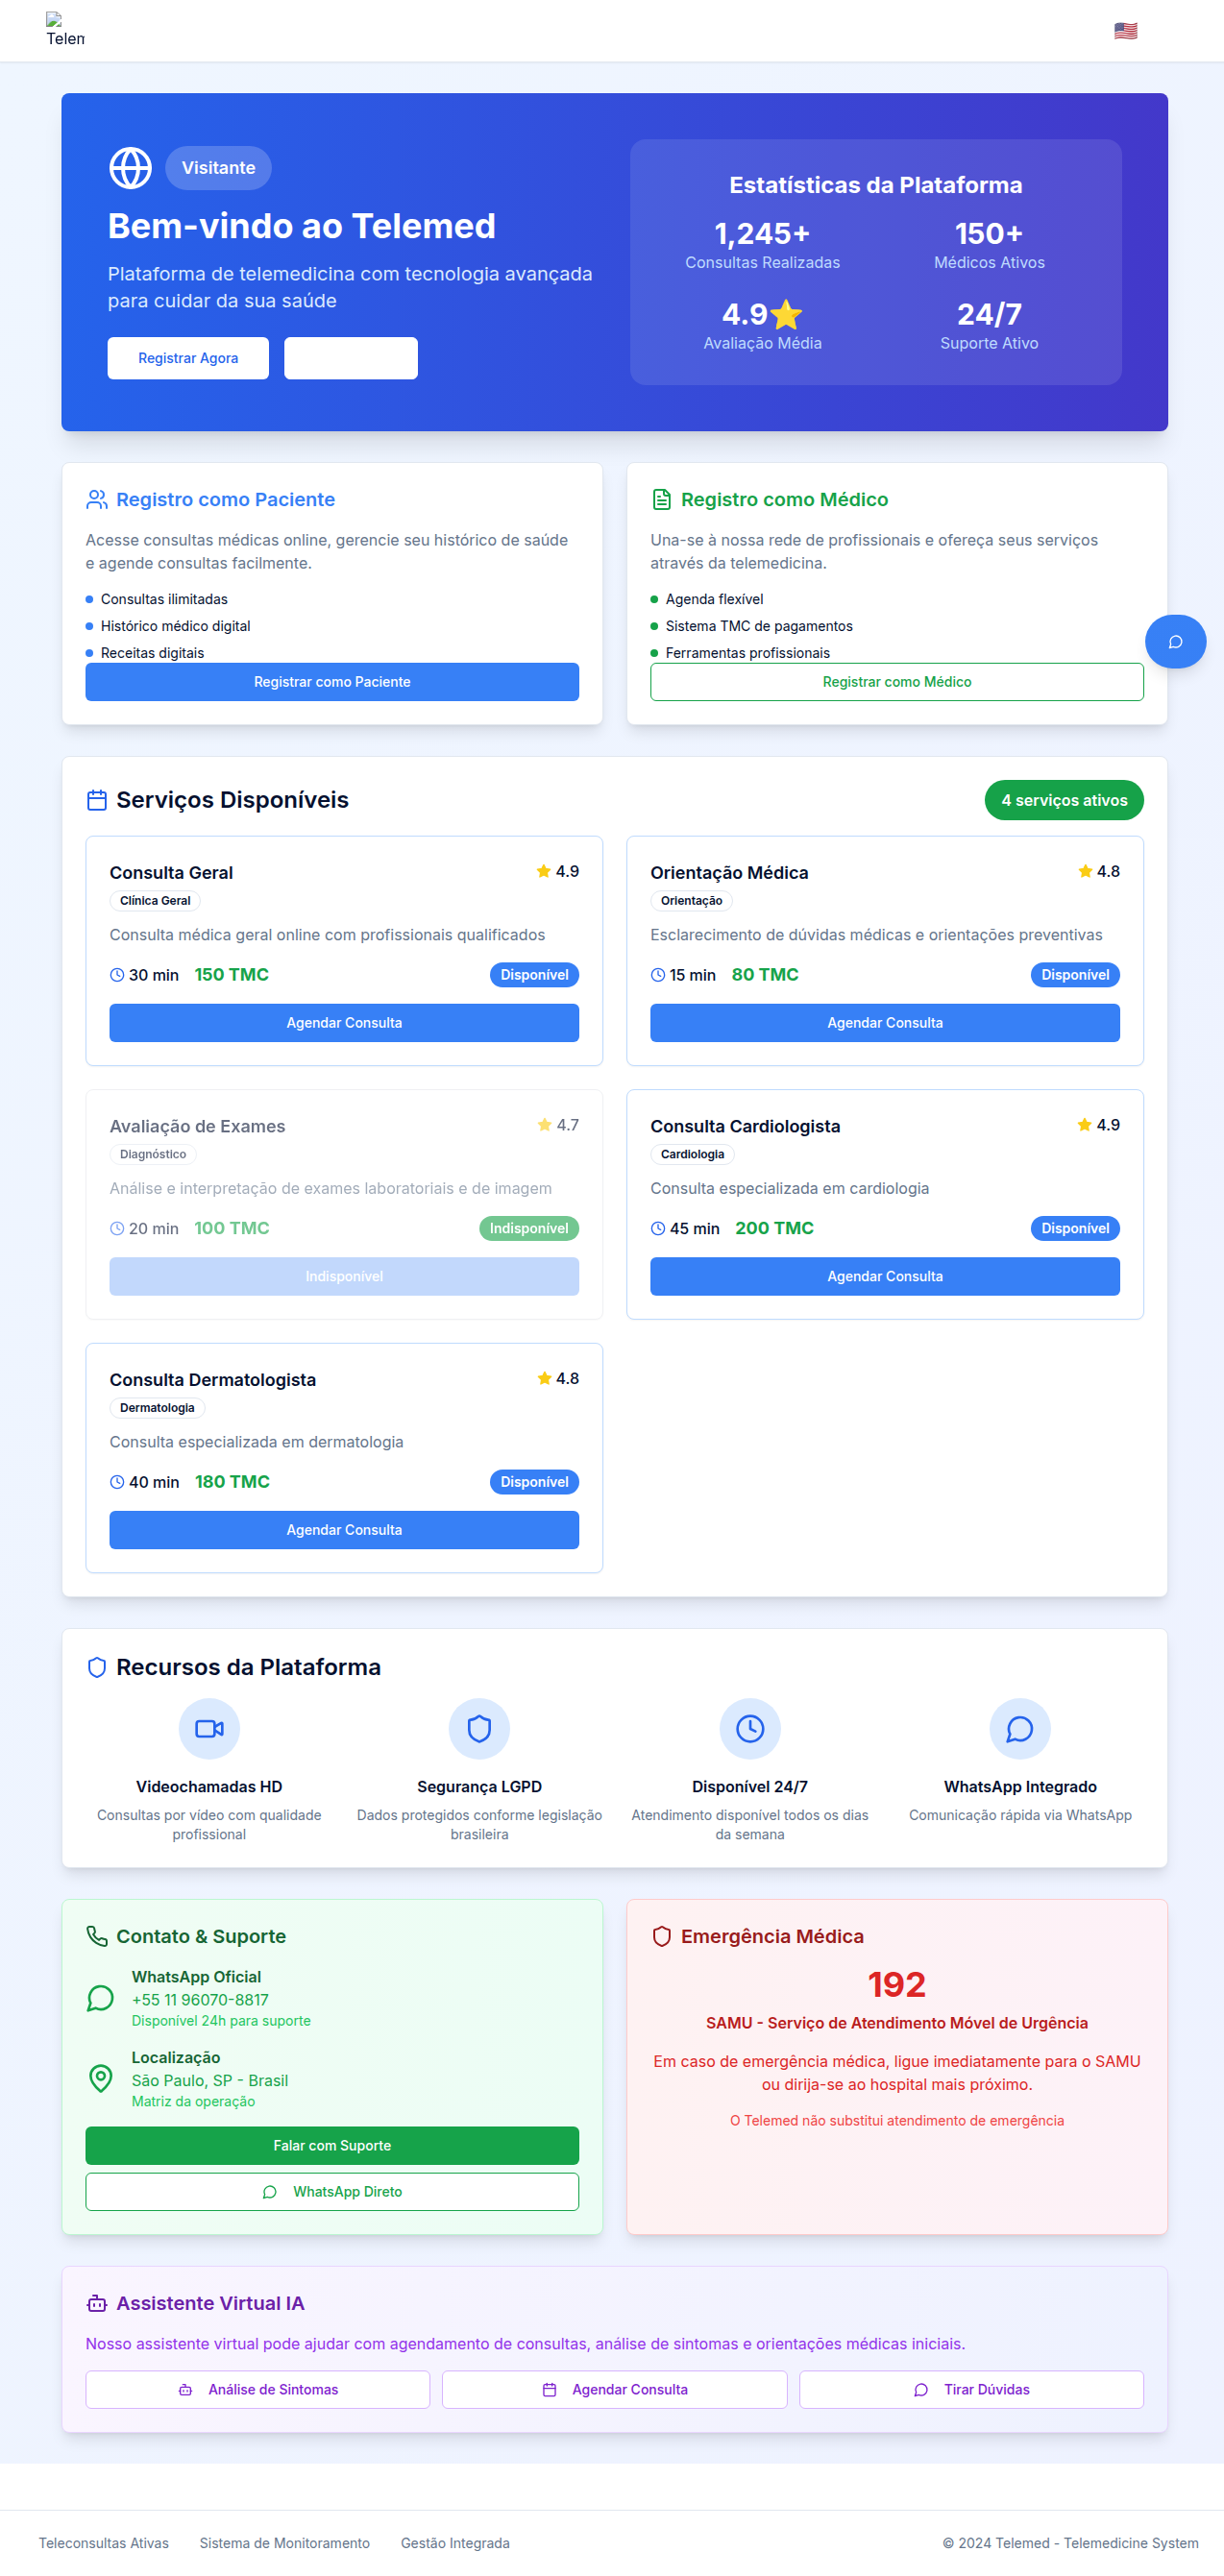 Telem
Visitante
Bem-vindo ao Telemed
Plataforma de telemedicina com tecnologia avançada
para cuidar da sua saúde
Registrar Agora
Estatísticas da Plataforma
1,245+
Consultas Realizadas
150+
Médicos Ativos
4.9
Avaliação Média
24/7
Suporte Ativo
Registro como Paciente
Acesse consultas médicas online, gerencie seu histórico de saúde
e agende consultas facilmente.
Consultas ilimitadas
Histórico médico digital
Receitas digitais
Registrar como Paciente
Registro como Médico
Una-se à nossa rede de profissionais e ofereça seus serviços
através da telemedicina.
Agenda flexível
Sistema TMC de pagamentos
Ferramentas profissionais
Registrar como Médico
Serviços Disponíveis
4 serviços ativos
Consulta Geral
4.9
Clínica Geral
Consulta médica geral online com profissionais qualificados
30 min 150 TMC
Disponível
Agendar Consulta
Orientação Médica
4.8
Orientação
Esclarecimento de dúvidas médicas e orientações preventivas
15 min 80 TMC
Disponível
Agendar Consulta
Avaliação de Exames
4.7
Diagnóstico
Análise e interpretação de exames laboratoriais e de imagem
20 min 100 TMC
Indisponível
Indisponível
Consulta Cardiologista
4.9
Cardiologia
Consulta especializada em cardiologia
45 min 200 TMC
Disponível
Agendar Consulta
Consulta Dermatologista
4.8
Dermatologia
Consulta especializada em dermatologia
40 min 180 TMC
Disponível
Agendar Consulta
Recursos da Plataforma
Videochamadas HD
Consultas por vídeo com qualidade
profissional
Segurança LGPD
Dados protegidos conforme legislação
brasileira
Disponível 24/7
Atendimento disponível todos os dias
da semana
WhatsApp Integrado
Comunicação rápida via WhatsApp
Contato & Suporte
WhatsApp Oficial
+55 11 96070-8817
Disponível 24h para suporte
Localização
São Paulo, SP - Brasil
Matriz da operação
Falar com Suporte
WhatsApp Direto
Emergência Médica
192
SAMU - Serviço de Atendimento Móvel de Urgência
Em caso de emergência médica, ligue imediatamente para o SAMU
ou dirija-se ao hospital mais próximo.
O Telemed não substitui atendimento de emergência
Assistente Virtual IA
Nosso assistente virtual pode ajudar com agendamento de consultas, análise de sintomas e orientações médicas iniciais.
Análise de Sintomas
Agendar Consulta
Tirar Dúvidas
Teleconsultas Ativas
Sistema de Monitoramento
Gestão Integrada
© 2024 Telemed - Telemedicine System